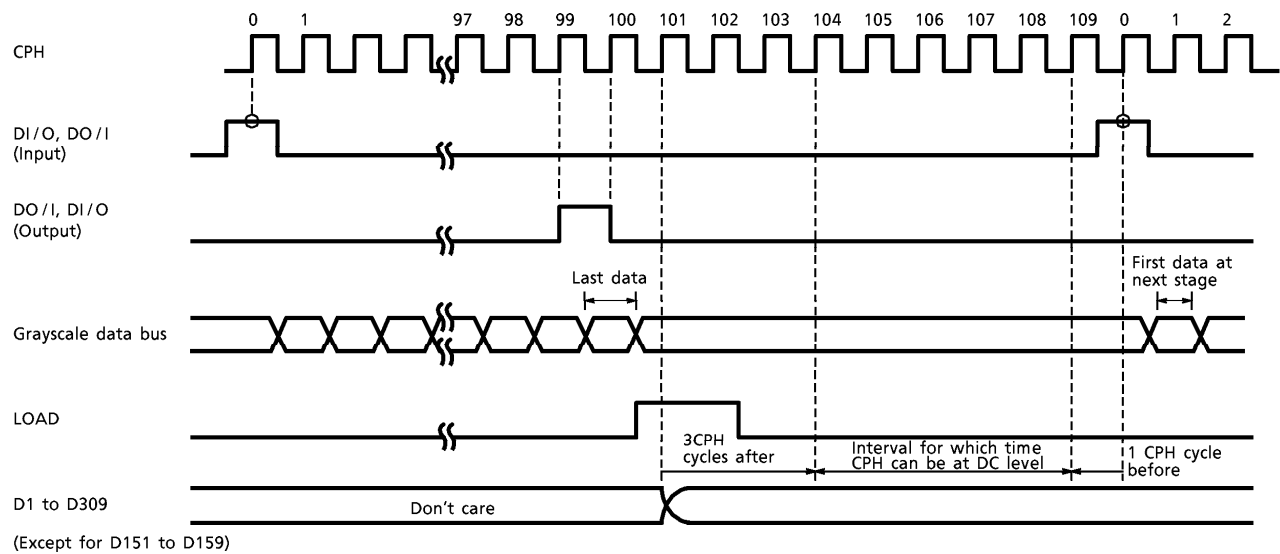 0 1 97 98 99 100 101 102 103 104 105 106 107 108 109 0 1 2
CPH
DI/O, DO/I
(Input)
DO/I, DI/O
(Output)
Last data
First data at
next stage
Grayscale data bus
LOAD
3CPH
cycles after
Interval for which time
CPH can be at DC level
1 CPH cycle
before
D1 to D309
Don't care
(Except for D151 to D159)